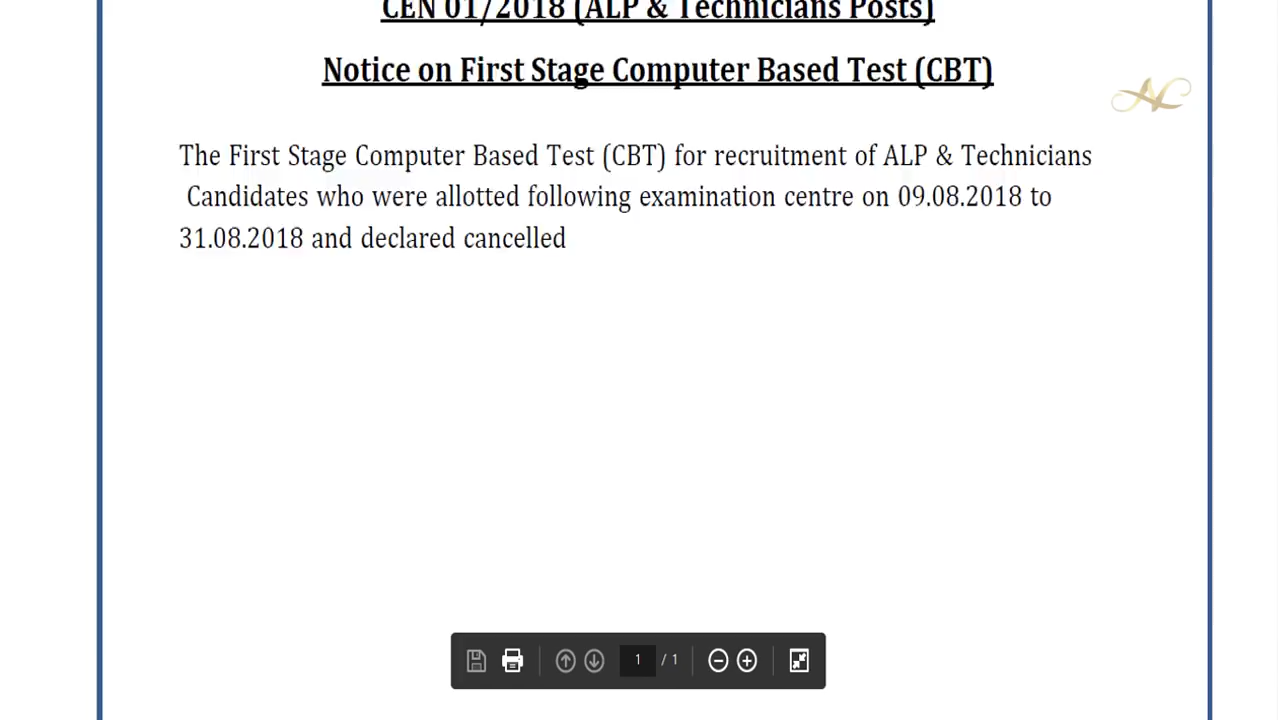 CEN 01/2018 (ALP & Technicians Posts)
Notice on First Stage Computer Based Test (CBT)
The First Stage Computer Based Test (CBT) for recruitment of ALP & Technicians
Candidates who were allotted following examination centre on 09.08.2018 to
31.08.2018 and declared cancelled
1 / 1